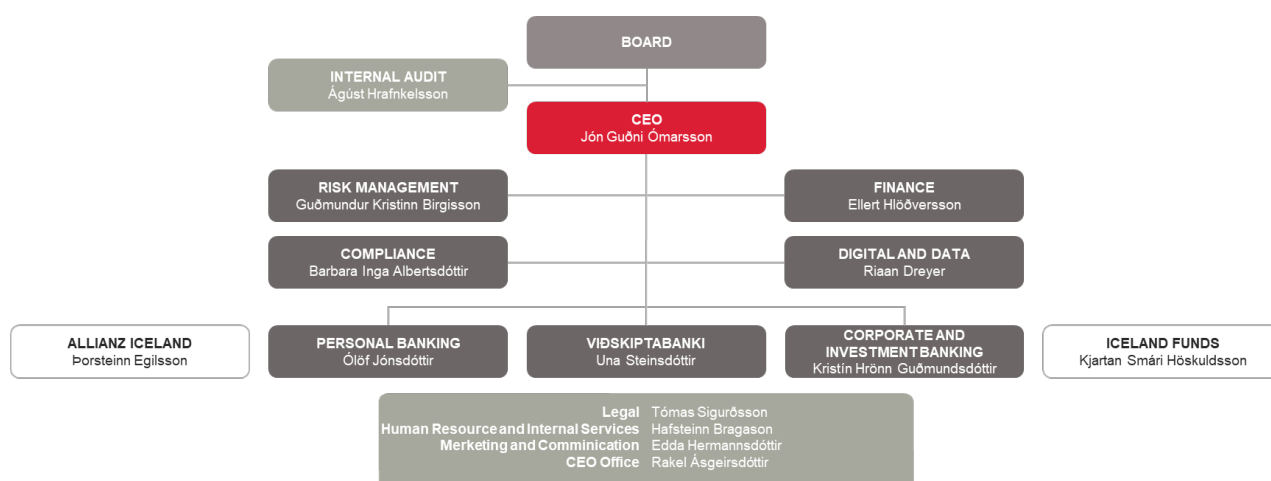 BOARD
INTERNAL AUDIT
Ágúst Hrafnkelsson
CEO
Jón Guðni Ómarsson
RISK MANAGEMENT
Guðmundur Kristinn Birgisson
FINANCE
Ellert Hlöðversson
COMPLIANCE
Barbara Inga Albertsdóttir
DIGITAL AND DATA
Riaan Dreyer
ALLIANZ ICELAND
Þorsteinn Egilsson
PERSONAL BANKING
Ólöf Jónsdóttir
VIÐSKIPTABANKI
Una Steinsdóttir
CORPORATE AND
INVESTMENT BANKING
Kristín Hrönn Guðmundsdóttir
ICELAND FUNDS
Kjartan Smári Höskuldsson
Legal Tómas Sigurðsson
Human Resource and Internal Services Hafsteinn Bragason
Merketing and Comminication Edda Hermannsdóttir
CEO Office Rakel Ásgeirsdóttir